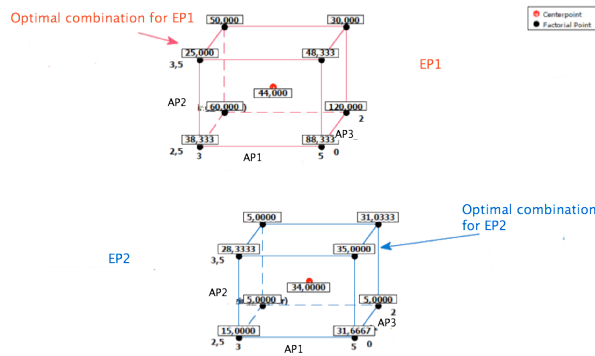 Optimal combination for EP1
50,000
30,000
Centerpoint
Factorial Point
25,000
48,333
3,5
EP1
44,000
AP2
60,000
120,000
2
AP3
38,333
88,333
0
2,5
3
AP1
5
5,0000
31,0333
Optimal combination
for EP2
28,3333
35,0000
3,5
EP2
34,0000
AP2
5,0000
5,0000
2
AP3
15,0000
31,6667
2,5
3
AP1
5
0